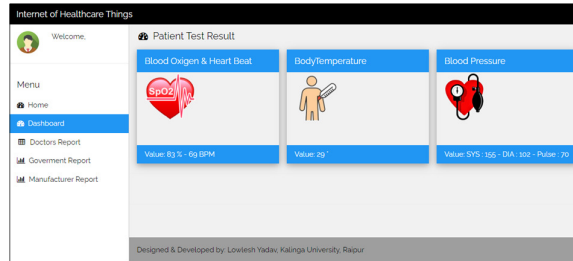 Internet of Healthcare Things
Welcome,
Menu
Home
Dashboard
Doctors Report
Goverment Report
Manufacturer Report
Patient Test Result
Blood Oxigen & Heart Beat
SpO2
Value: 83 % - 69 BPM
BodyTemperature
Value: 29 °
Blood Pressure
Value: SYS : 155 - DIA : 102 - Pulse : 70
Designed & Developed by: Lowlesh Yadav, Kalinga University, Raipur